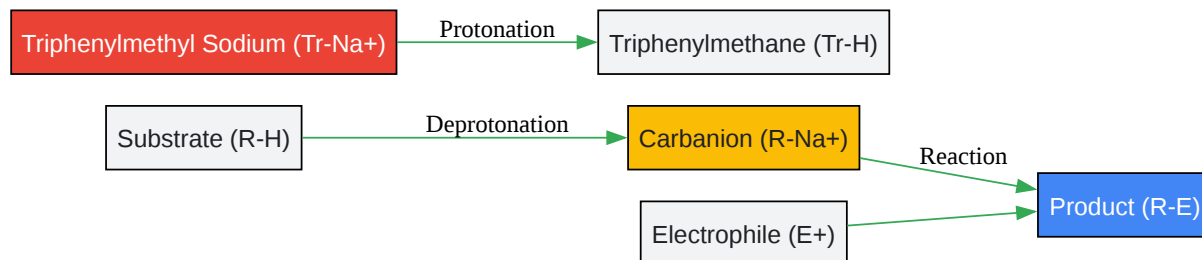 Triphenylmethyl Sodium (Tr-Na+)
Protonation
Triphenylmethane (Tr-H)
Substrate (R-H)
Deprotonation
Carbanion (R-Na+)
Reaction
Electrophile (E+)
Product (R-E)